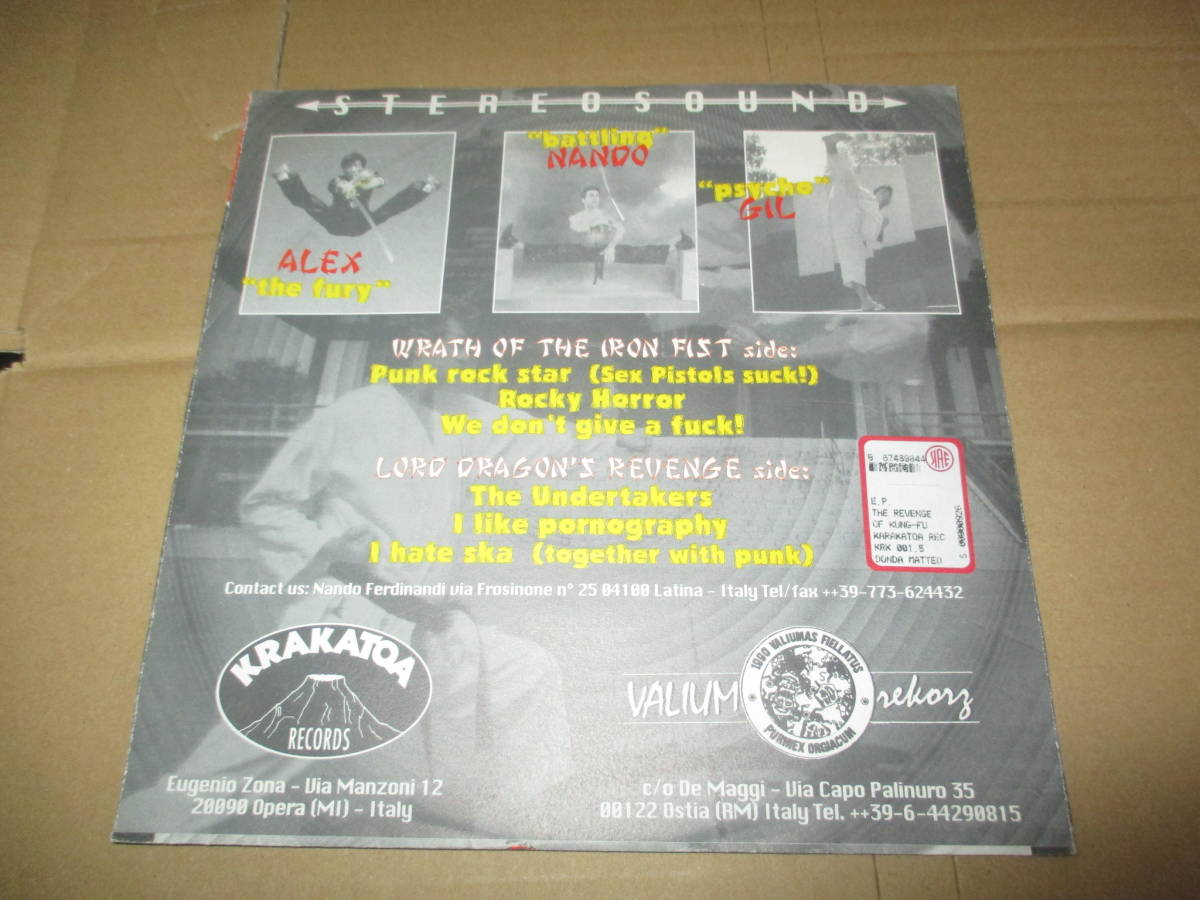 STEREOSOUND
ALEX
"the fury"
"battling"
NANDO
"psycho"
GIL
WRATH OF THE IRON FIST side:
Punk rock star (Sex Pistols suck!)
Rocky Horror
We don't give a fuck!
LORD DRAGON'S REVENGE side:
The Undertakers
I like pornography
I hate ska (together with punk)
E.P.
THE REVENGE
OF KUNG-FU
KARAKATOA REC
KRK 001,5
DONDA MATTEO
Contact us: Nando Ferdinandi via Frosinone n° 25 04100 Latina - Italy Tel/fax ++39-773-624432
KRAKATOA
RECORDS
Eugenio Zona - Via Manzoni 12
20090 Opera (MI) - Italy
VALIUM rekorz
1990 VALIUMAS FIELLATUS
PURMEX ORGIACUM
c/o De Maggi - Via Capo Palinuro 35
00122 Ostia (RM) Italy Tel. ++39-6-44290815